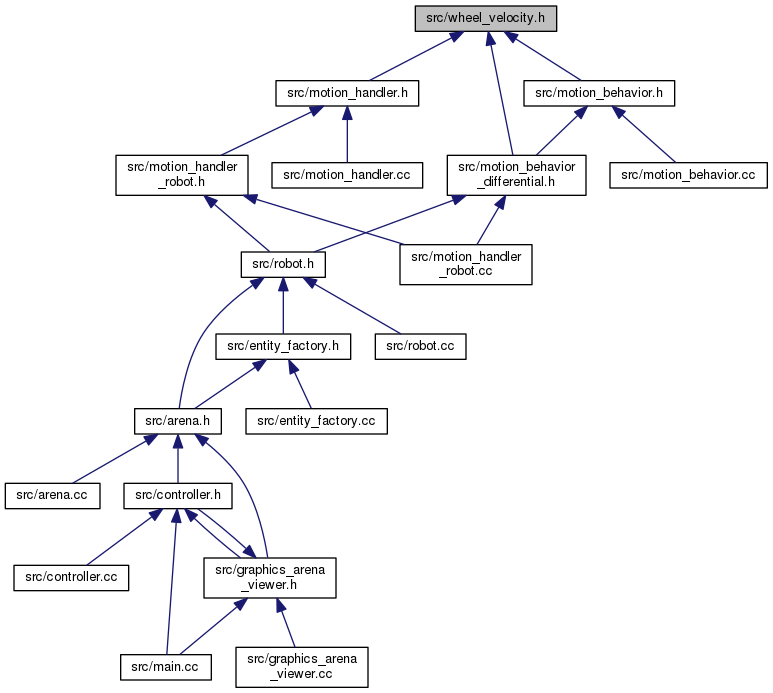 src/wheel_velocity.h
src/motion_handler.h
src/motion_behavior.h
src/motion_handler
_robot.h
src/motion_handler.cc
src/motion_behavior
_differential.h
src/motion_behavior.cc
src/robot.h
src/motion_handler
_robot.cc
src/entity_factory.h
src/robot.cc
src/arena.h
src/entity_factory.cc
src/arena.cc
src/controller.h
src/controller.cc
src/graphics_arena
_viewer.h
src/main.cc
src/graphics_arena
_viewer.cc